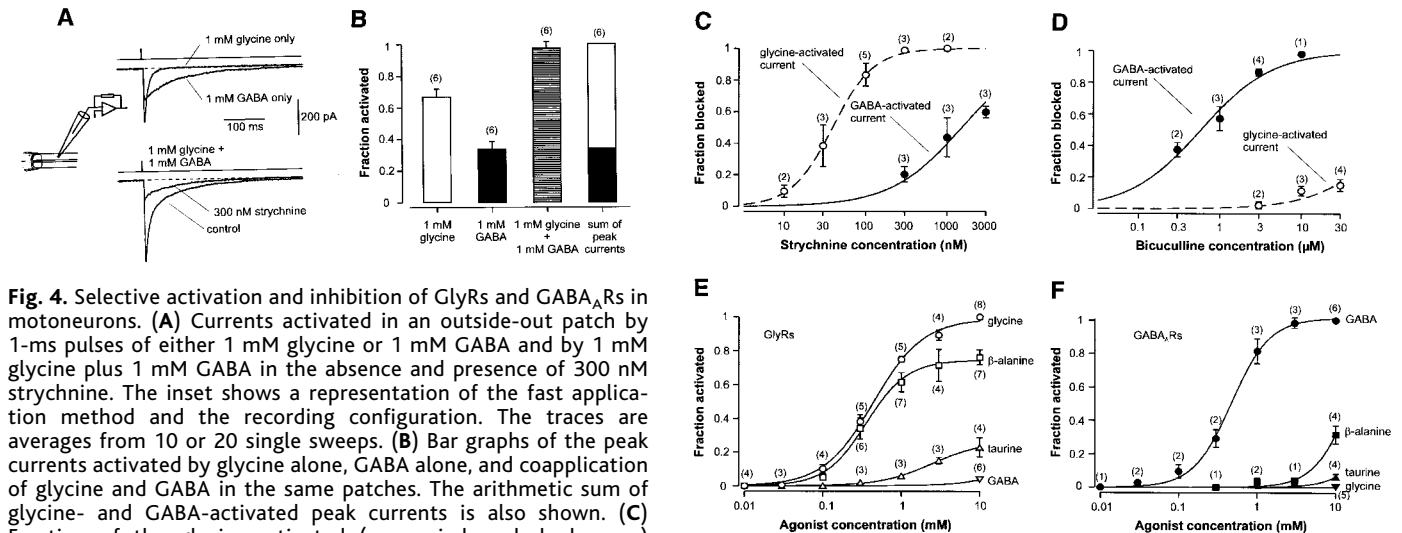 A
1 mM glycine only
1 mM GABA only
100 ms
200 pA
1 mM glycine +
1 mM GABA
300 nM strychnine
control
B
Fraction activated
1
0.8
0.6
0.4
0.2
0
(6)
(6)
(6)
(6)
1 mM
glycine
1 mM
GABA
1 mM glycine
+
1 mM GABA
sum of
peak
currents
C
Fraction blocked
1
0.8
0.6
0.4
0.2
0
glycine-activated
current
GABA-activated
current
(2)
(3)
(5)
(3)
(2)
(3)
(3)
(3)
10
30
100
300
1000
3000
Strychnine concentration (nM)
D
Fraction blocked
1
0.8
0.6
0.4
0.2
0
GABA-activated
current
glycine-activated
current
(2)
(3)
(4)
(1)
(2)
(3)
(4)
0.1
0.3
1
3
10
30
Bicuculline concentration (µM)
Fig. 4. Selective activation and inhibition of GlyRs and GABAARs in
motoneurons. (A) Currents activated in an outside-out patch by
1-ms pulses of either 1 mM glycine or 1 mM GABA and by 1 mM
glycine plus 1 mM GABA in the absence and presence of 300 nM
strychnine. The inset shows a representation of the fast applica-
tion method and the recording configuration. The traces are
averages from 10 or 20 single sweeps. (B) Bar graphs of the peak
currents activated by glycine alone, GABA alone, and coapplication
of glycine and GABA in the same patches. The arithmetic sum of
glycine- and GABA-activated peak currents is also shown. (C)
E
Fraction activated
1
0.8
0.6
0.4
0.2
0
GlyRs
(4)
(3)
(4)
(5)
(5)
(4)
(8)
glycine
β-alanine
(6)
(7)
(4)
(7)
(3)
(3)
(3)
(4)
taurine
(6)
GABA
0.01
0.1
1
10
Agonist concentration (mM)
F
Fraction activated
1
0.8
0.6
0.4
0.2
0
GABAARs
(1)
(2)
(2)
(2)
(3)
(3)
(6)
GABA
(4)
β-alanine
(3)
(2)
(1)
(4)
taurine
glycine
(5)
0.01
0.1
1
10
Agonist concentration (mM)